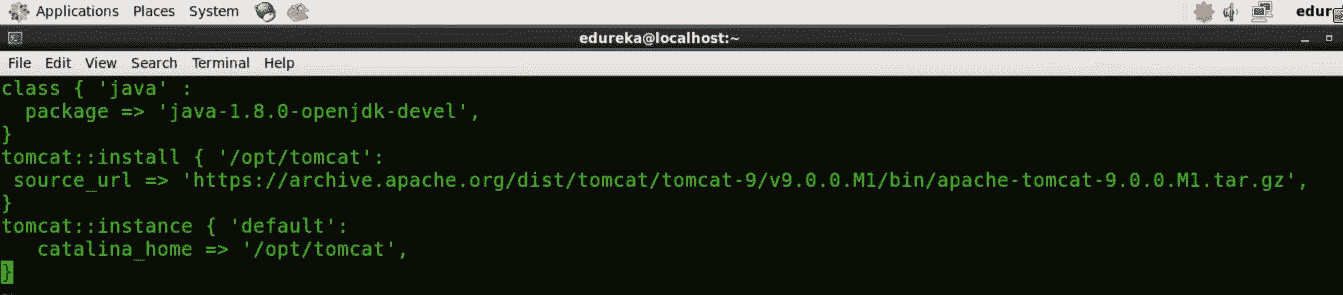 Applications Places System
edur
edureka@localhost:~
File Edit View Search Terminal Help
class { 'java' :
  package => 'java-1.8.0-openjdk-devel',
}
tomcat::install { '/opt/tomcat':
 source_url => 'https://archive.apache.org/dist/tomcat/tomcat-9/v9.0.0.M1/bin/apache-tomcat-9.0.0.M1.tar.gz',
}
tomcat::instance { 'default':
   catalina_home => '/opt/tomcat',
}